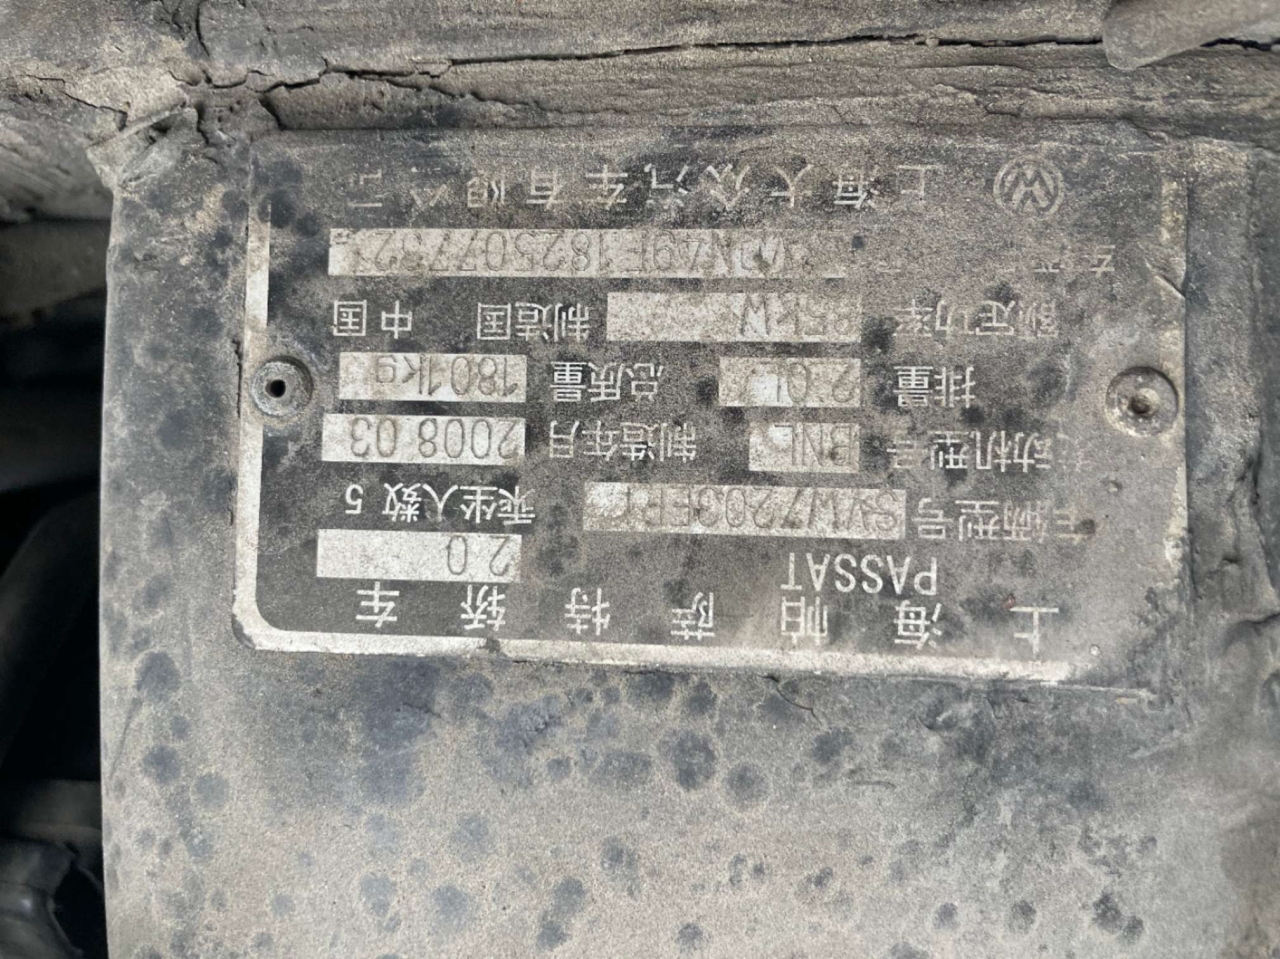 上海帕萨特轿车
PASSAT 2.0
车辆型号 乘坐人数 5
发动机型号 BNL 制造年月 2008 03
排量 2.0L 总质量 1801kg
额定功率 85kW 制造国 中国
上海大众汽车有限公司